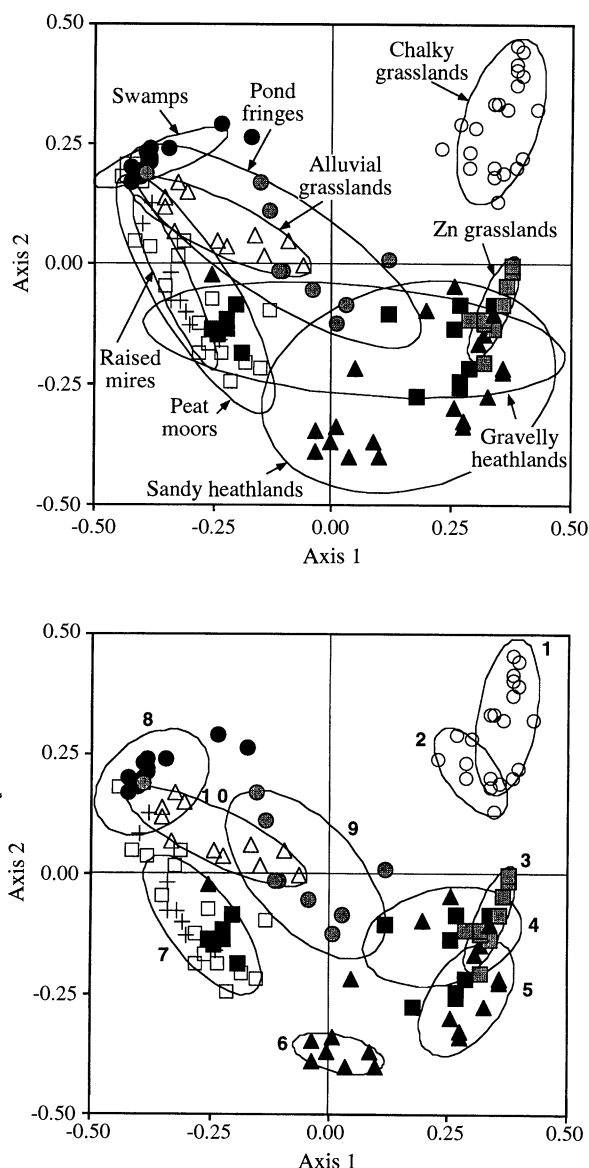 0.50
Chalky
grasslands
Swamps
Pond
fringes
0.25
Alluvial
grasslands
Zn grasslands
Axis 2
0.00
Raised
mires
-0.25
Peat
moors
Gravelly
heathlands
Sandy heathlands
-0.50
-0.50 -0.25 0.00 0.25 0.50
Axis 1
0.50
1
8
2
0.25
10
9
Axis 2
0.00
3
4
7
5
-0.25
6
-0.50
-0.50 -0.25 0.00 0.25 0.50
Axis 1